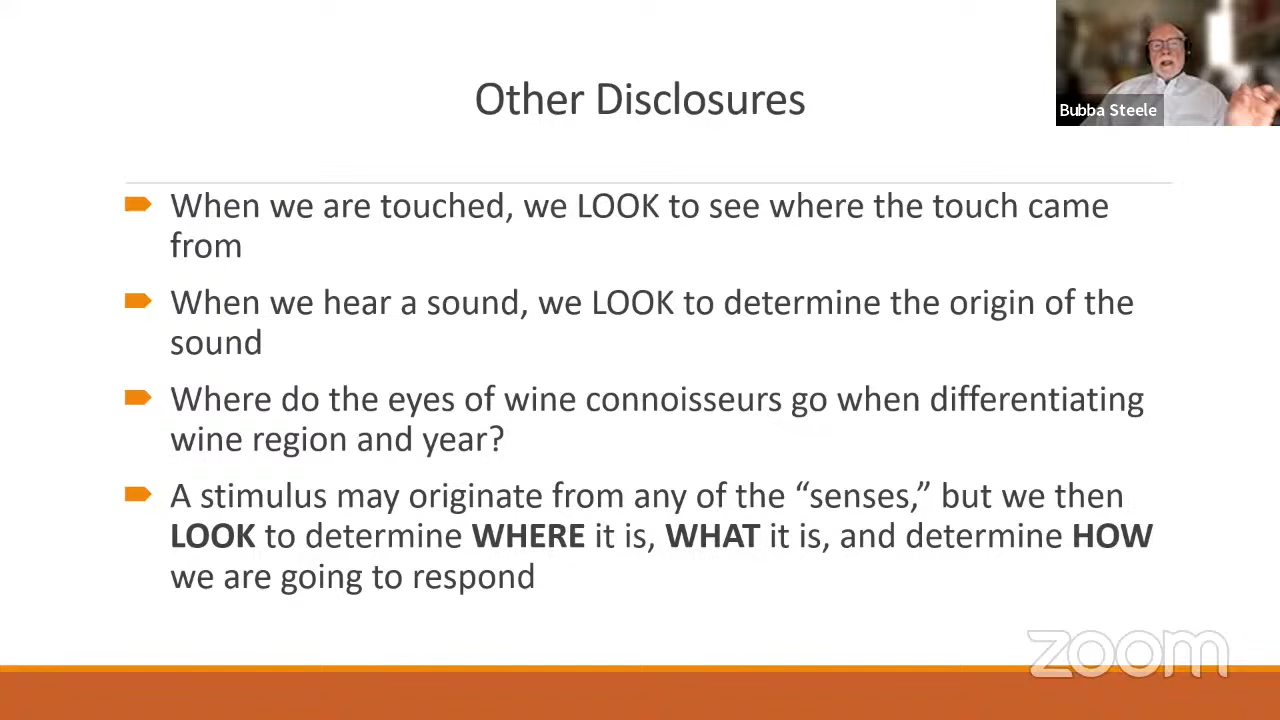 Other Disclosures
Bubba Steele
When we are touched, we LOOK to see where the touch came
from
When we hear a sound, we LOOK to determine the origin of the
sound
Where do the eyes of wine connoisseurs go when differentiating
wine region and year?
A stimulus may originate from any of the “senses,” but we then
LOOK to determine WHERE it is, WHAT it is, and determine HOW
we are going to respond
zoom